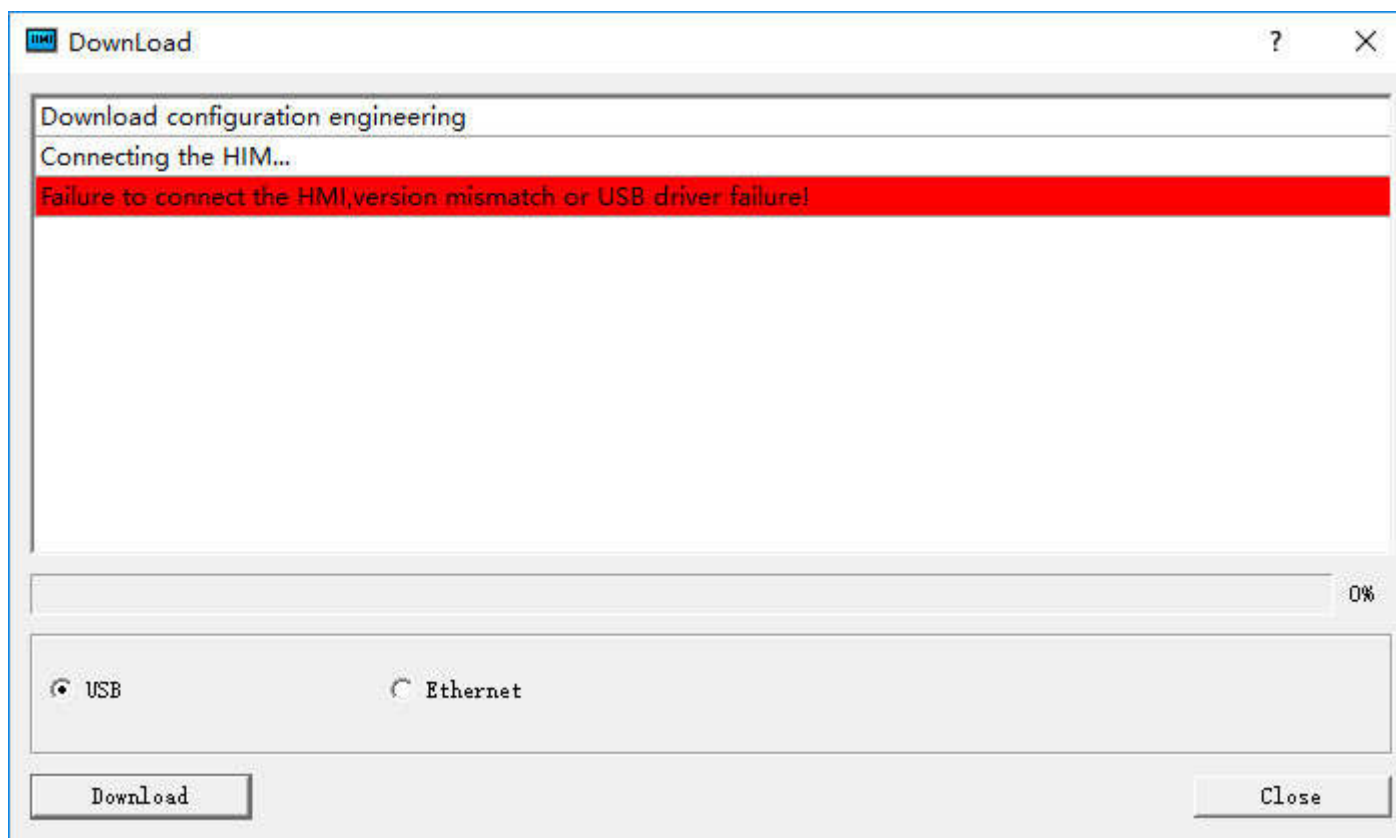 DownLoad
Download configuration engineering
Connecting the HIM...
Failure to connect the HMI,version mismatch or USB driver failure!
0%
USB
Ethernet
Download
Close